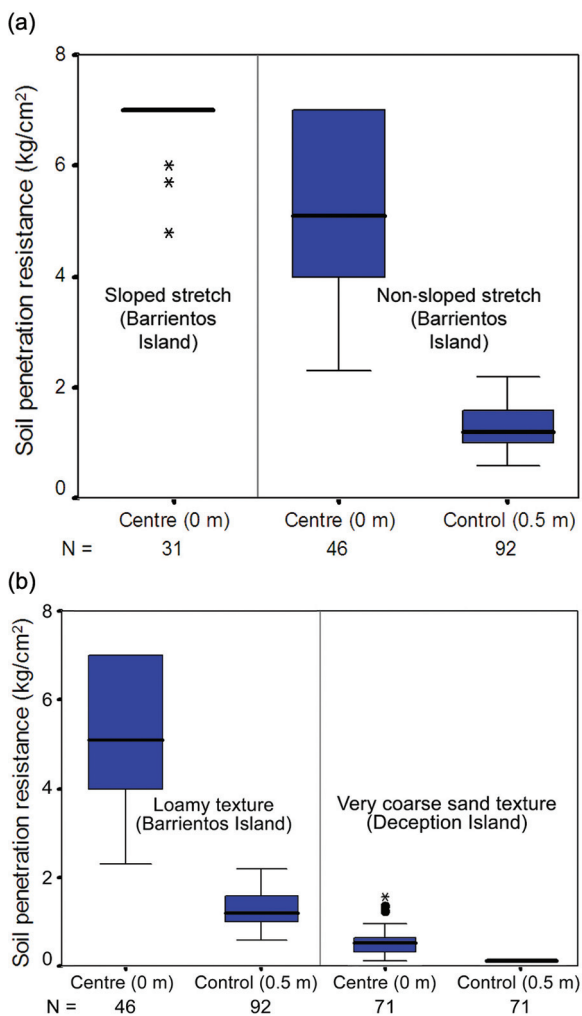 (a)
Soil penetration resistance (kg/cm²)
8
6
4
2
0
Sloped stretch
(Barrientos
Island)
Non-sloped stretch
(Barrientos
Island)
Centre (0 m) Centre (0 m) Control (0.5 m)
N = 31 46 92
(b)
Soil penetration resistance (kg/cm²)
8
6
4
2
0
Loamy texture
(Barrientos Island)
Very coarse sand texture
(Deception Island)
Centre (0 m) Control (0.5 m) Centre (0 m) Control (0.5 m)
N = 46 92 71 71